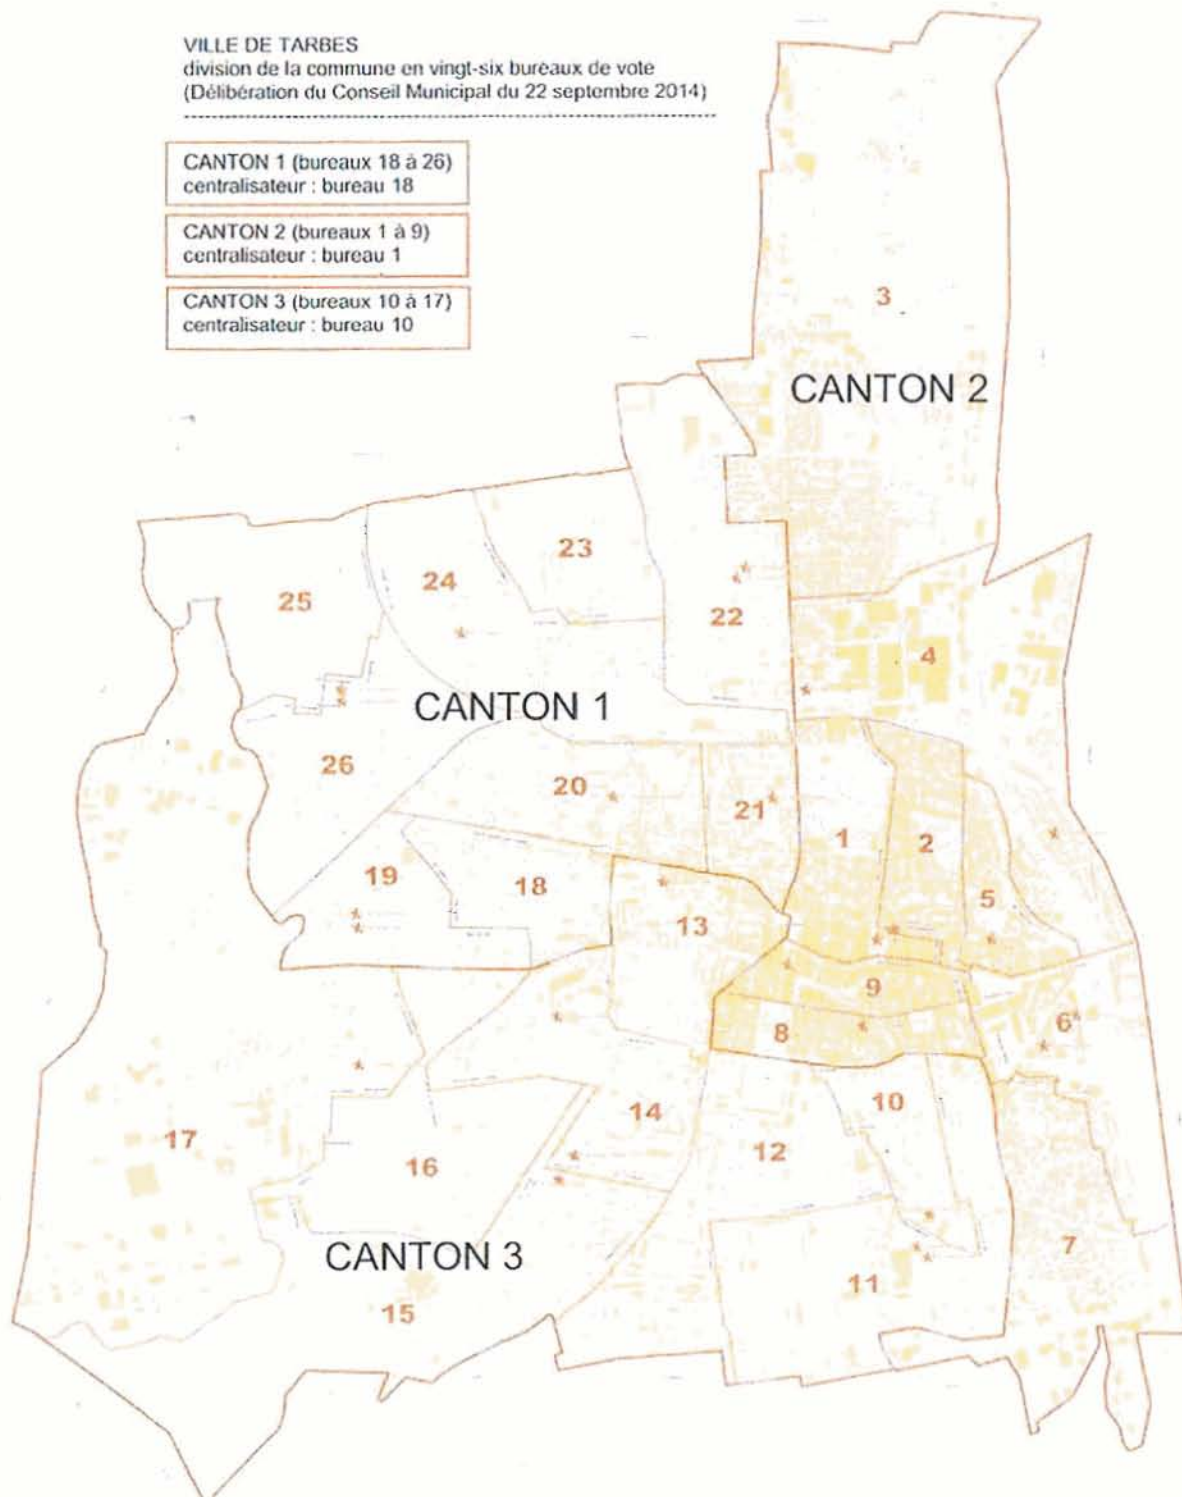 VILLE DE TARBES
division de la commune en vingt-six bureaux de vote
(Délibération du Conseil Municipal du 22 septembre 2014)
CANTON 1 (bureaux 18 à 26)
centralisateur : bureau 18
CANTON 2 (bureaux 1 à 9)
centralisateur : bureau 1
CANTON 3 (bureaux 10 à 17)
centralisateur : bureau 10
3
CANTON 2
23
24
25
22
4
CANTON 1
26
20
21
1
2
19
18
5
13
9
6
8
10
14
12
17
16
7
CANTON 3
11
15